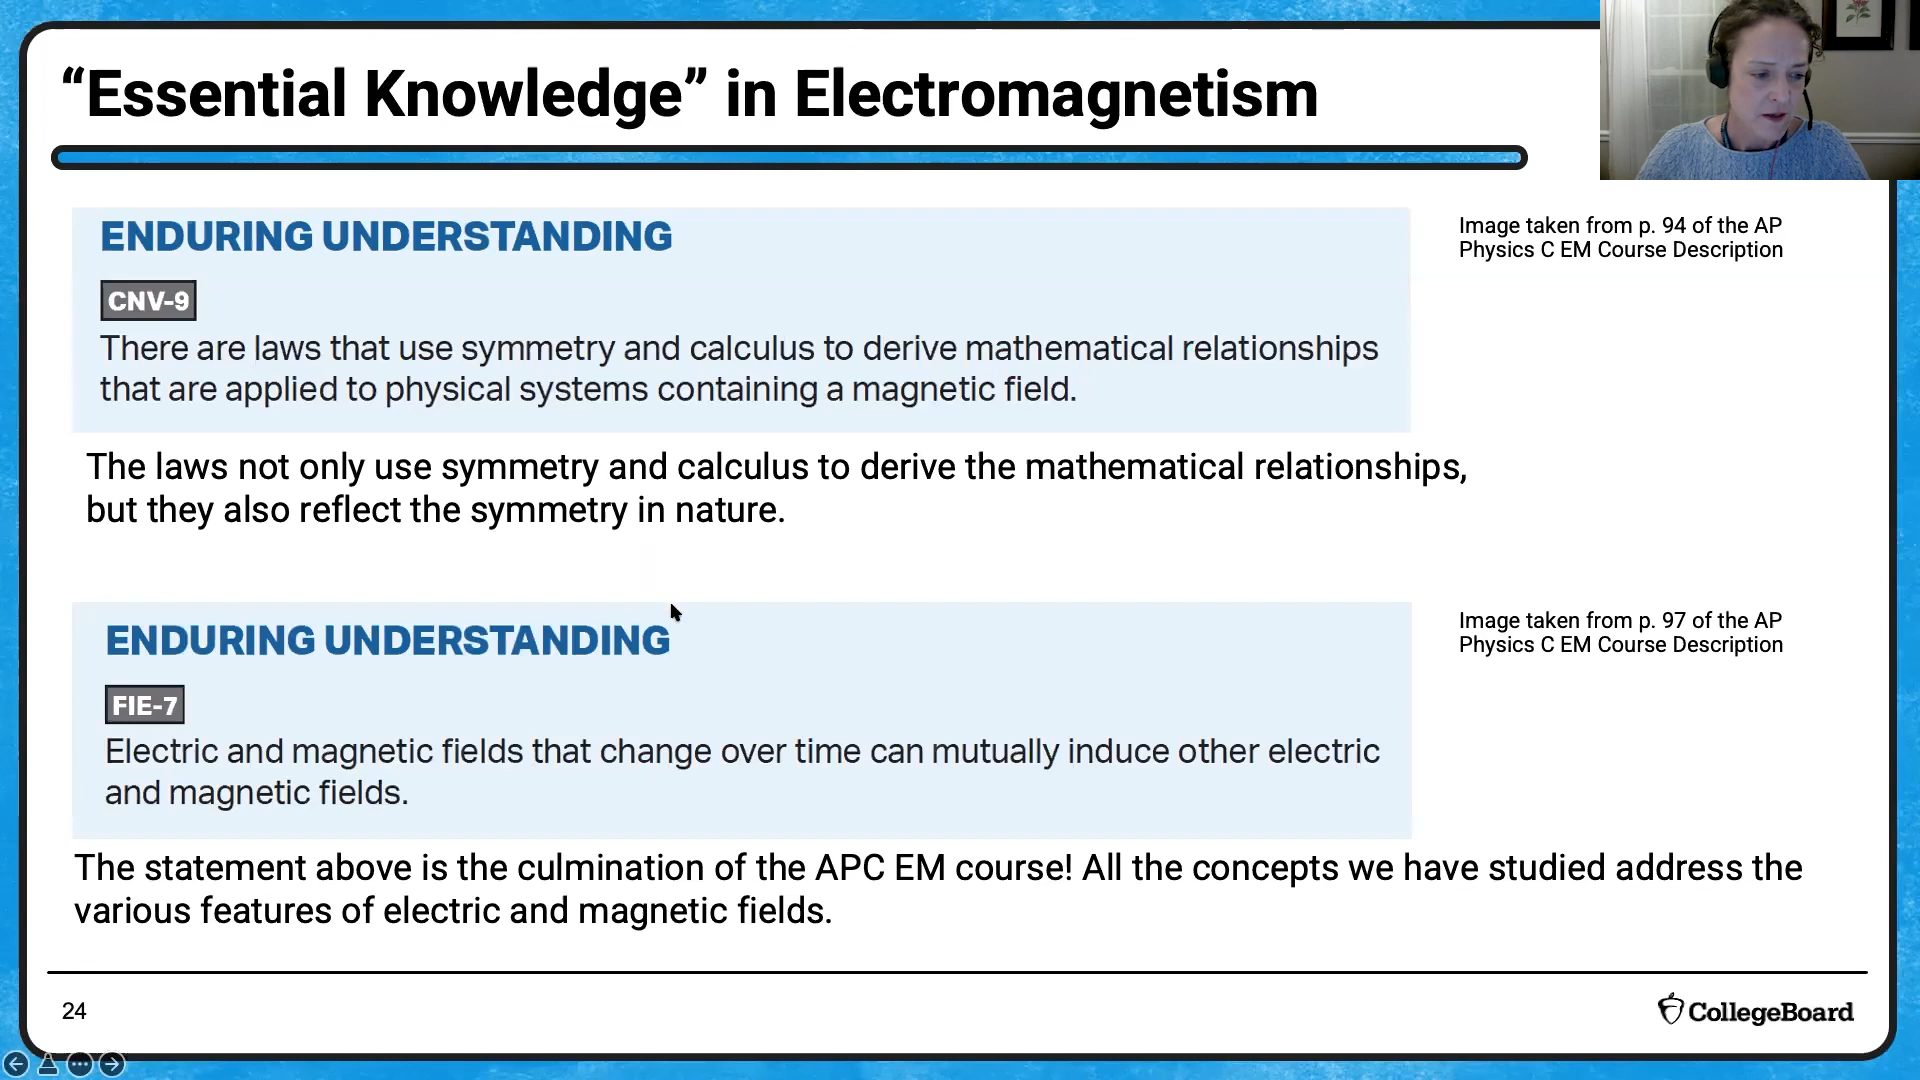 “Essential Knowledge” in Electromagnetism
ENDURING UNDERSTANDING
CNV-9
There are laws that use symmetry and calculus to derive mathematical relationships
that are applied to physical systems containing a magnetic field.
Image taken from p. 94 of the AP
Physics C EM Course Description
The laws not only use symmetry and calculus to derive the mathematical relationships,
but they also reflect the symmetry in nature.
ENDURING UNDERSTANDING
FIE-7
Electric and magnetic fields that change over time can mutually induce other electric
and magnetic fields.
Image taken from p. 97 of the AP
Physics C EM Course Description
The statement above is the culmination of the APC EM course! All the concepts we have studied address the
various features of electric and magnetic fields.
24
CollegeBoard